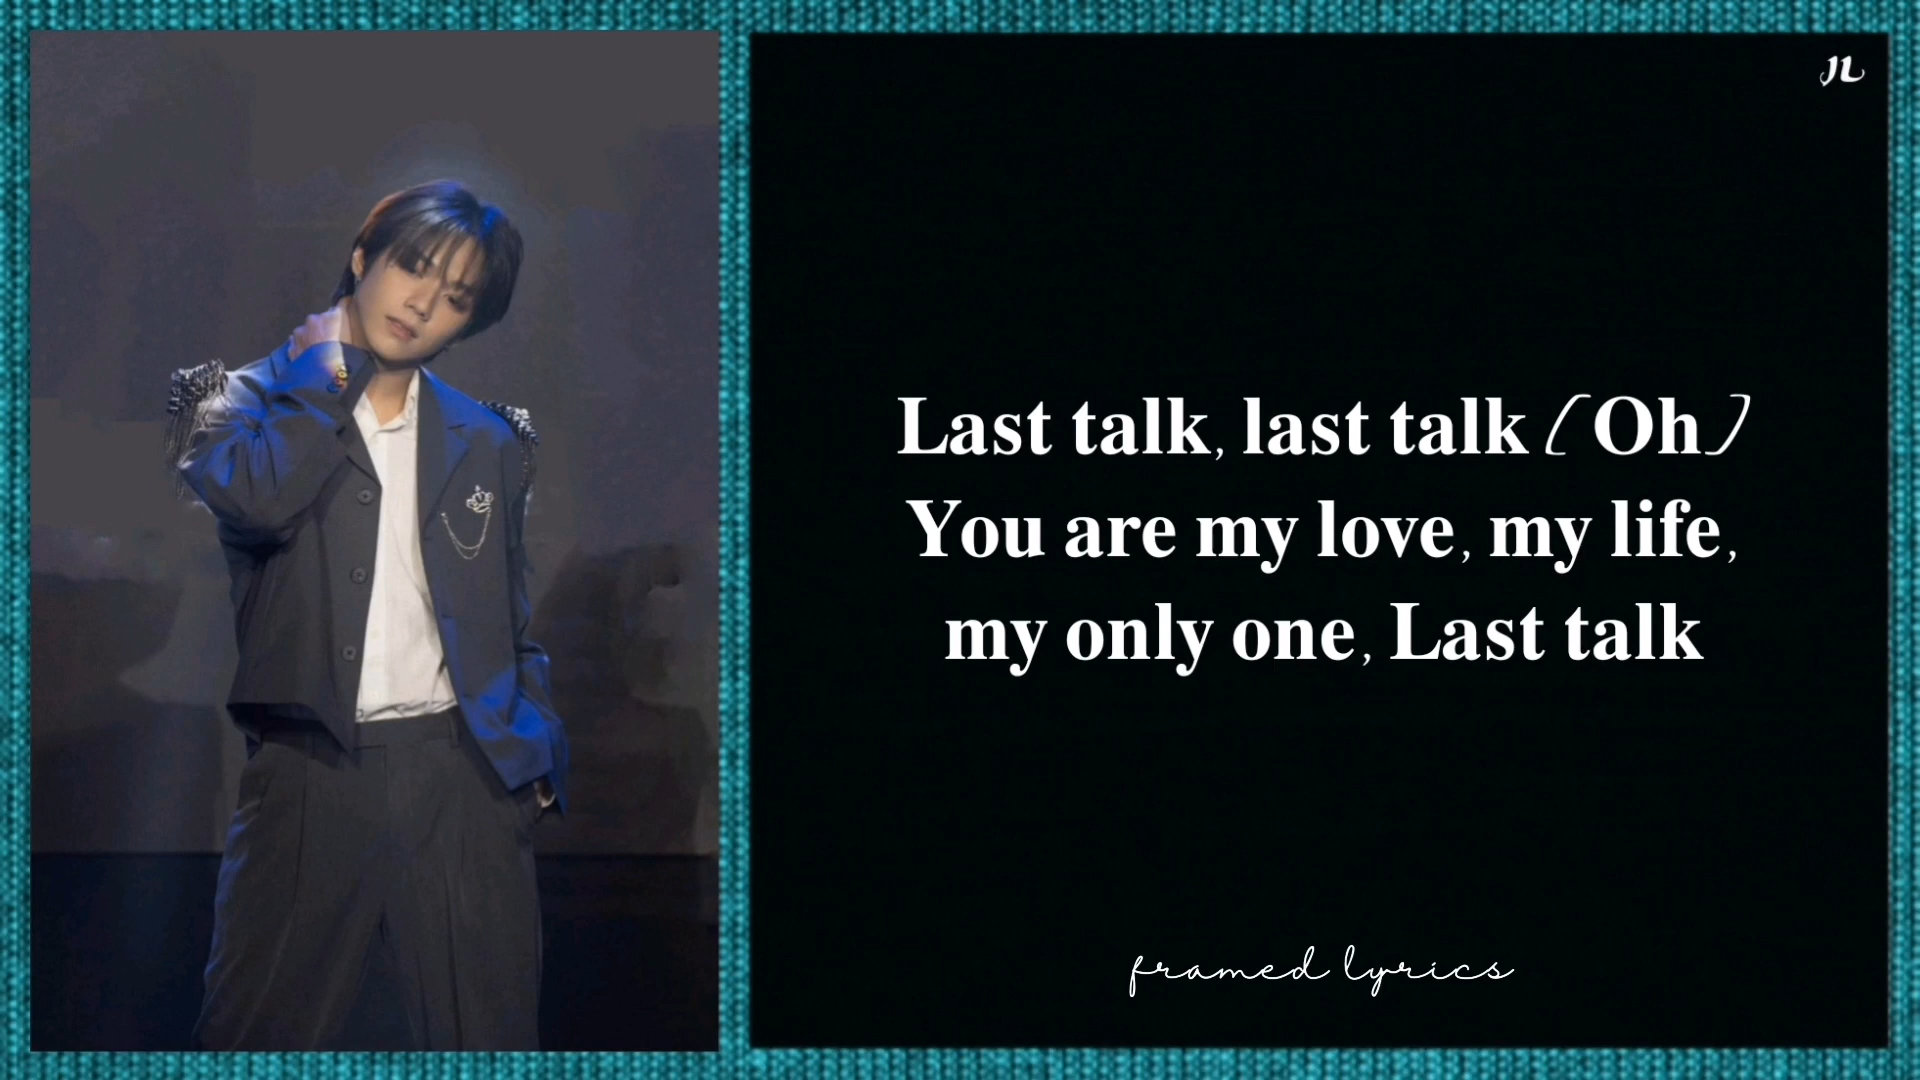 JL
Last talk, last talk (Oh)
You are my love, my life,
my only one, Last talk
framed lyrics